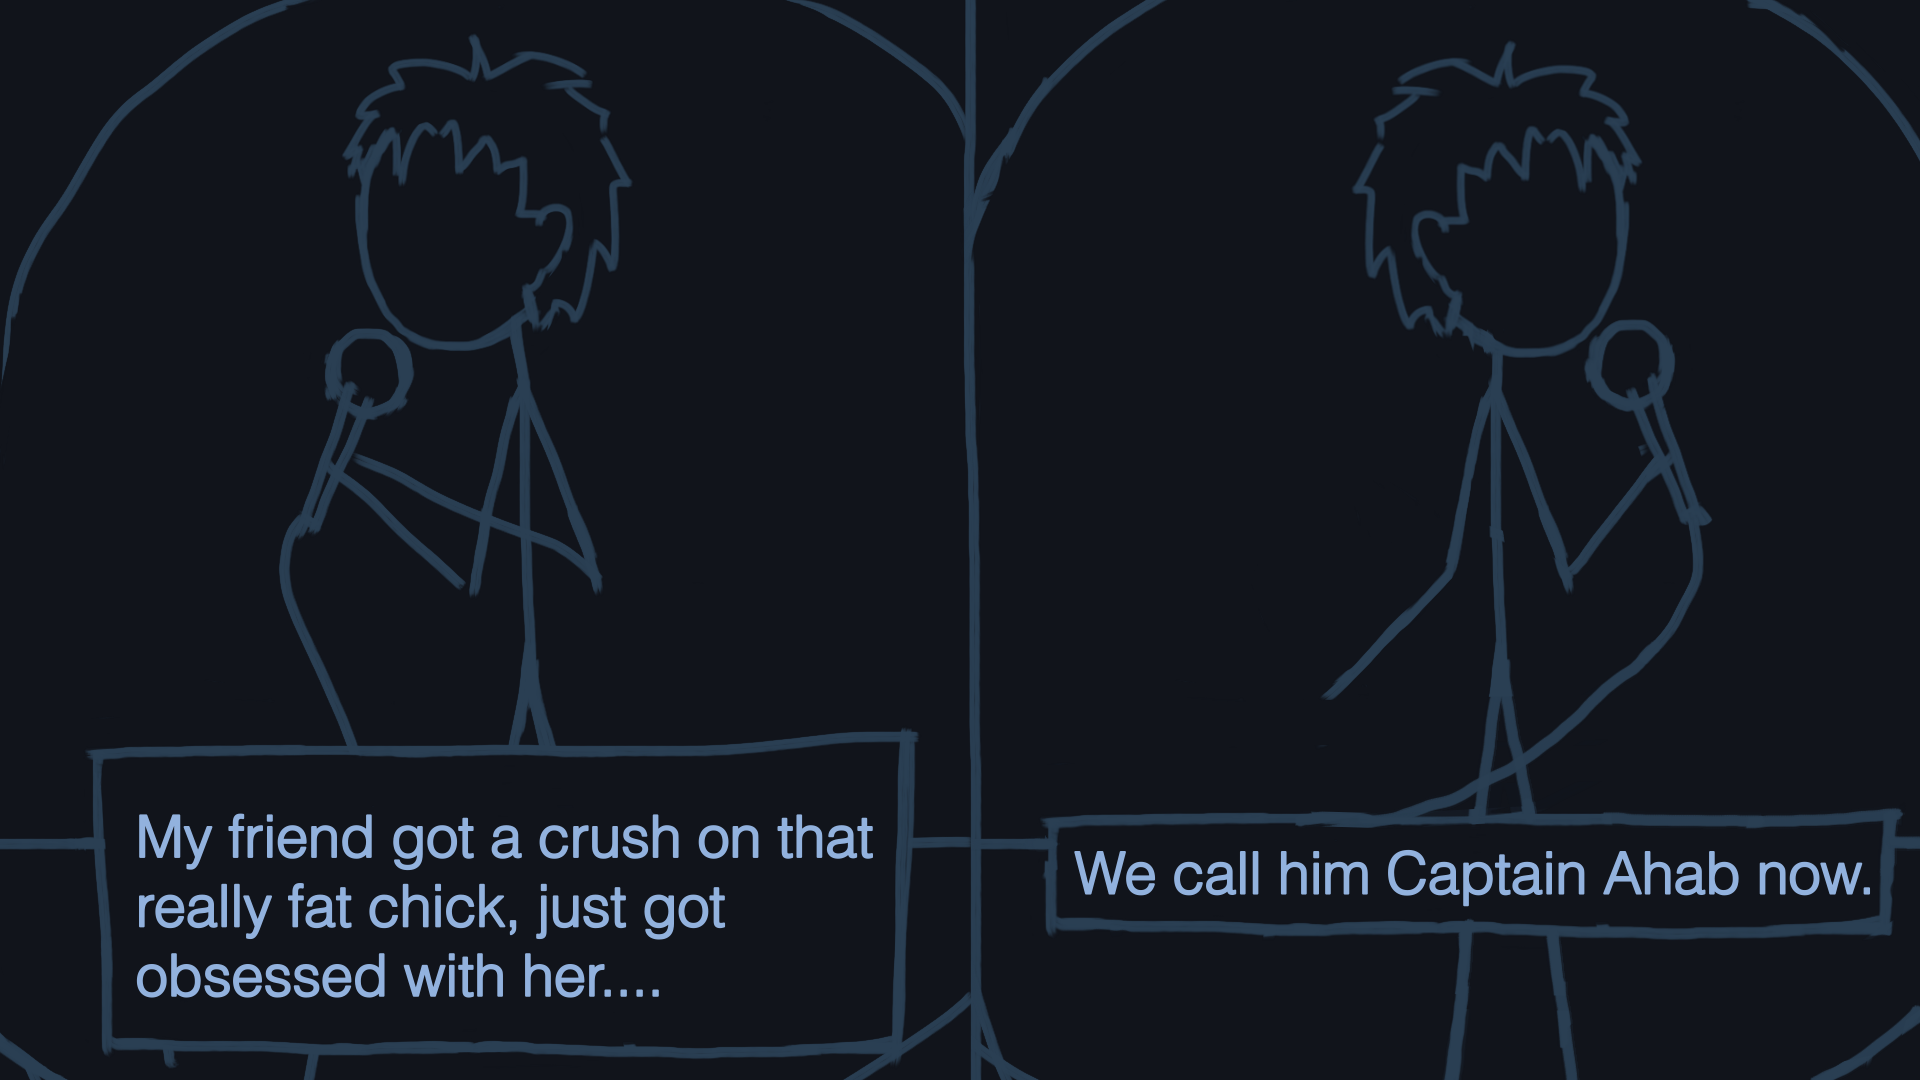 My friend got a crush on that
really fat chick, just got
obsessed with her....
We call him Captain Ahab now.